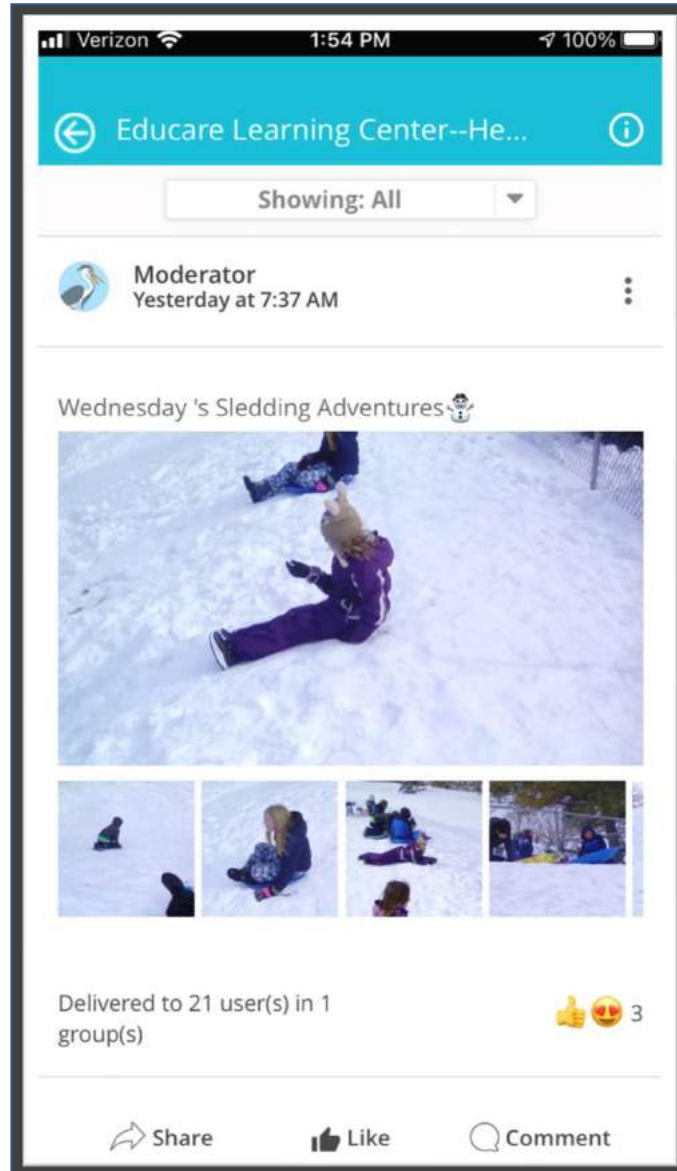 Verizon 1:54 PM 100%
Educare Learning Center--He...
Showing: All
Moderator
Yesterday at 7:37 AM
Wednesday 's Sledding Adventures⛄
Delivered to 21 user(s) in 1
group(s)
👍😍 3
Share Like Comment